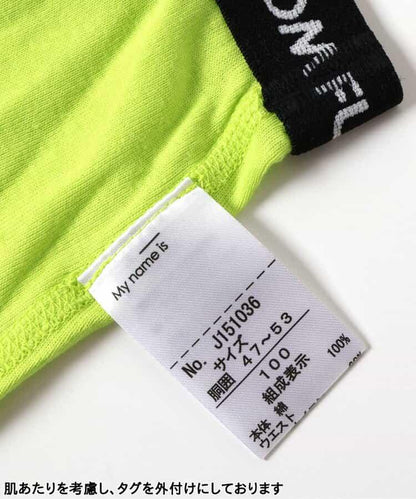 OM FU
My name is
No. J151036
サイズ
胴囲 47～53
100
組成表示
本体 綿 100%
ウエスト
肌あたりを考慮し、タグを外付けにしております